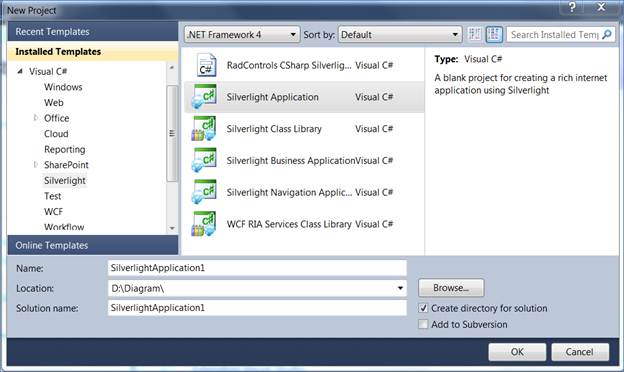 New Project
Recent Templates
Installed Templates
Visual C#
Windows
Web
Office
Cloud
Reporting
SharePoint
Silverlight
Test
WCF
Workflow
Online Templates
.NET Framework 4 Sort by: Default Search Installed Temp
RadControls CSharp Silverlig... Visual C#
Silverlight Application Visual C#
Silverlight Class Library Visual C#
Silverlight Business Application Visual C#
Silverlight Navigation Applic... Visual C#
WCF RIA Services Class Library Visual C#
Type: Visual C#
A blank project for creating a rich internet
application using Silverlight
Name: SilverlightApplication1
Location: D:\Diagram\ Browse...
Solution name: SilverlightApplication1
Create directory for solution
Add to Subversion
OK Cancel